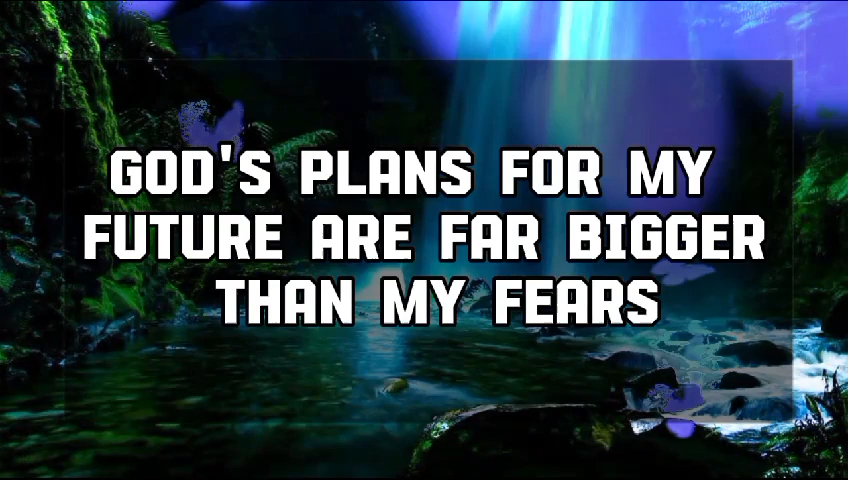 GOD'S PLANS FOR MY
FUTURE ARE FAR BIGGER
THAN MY FEARS